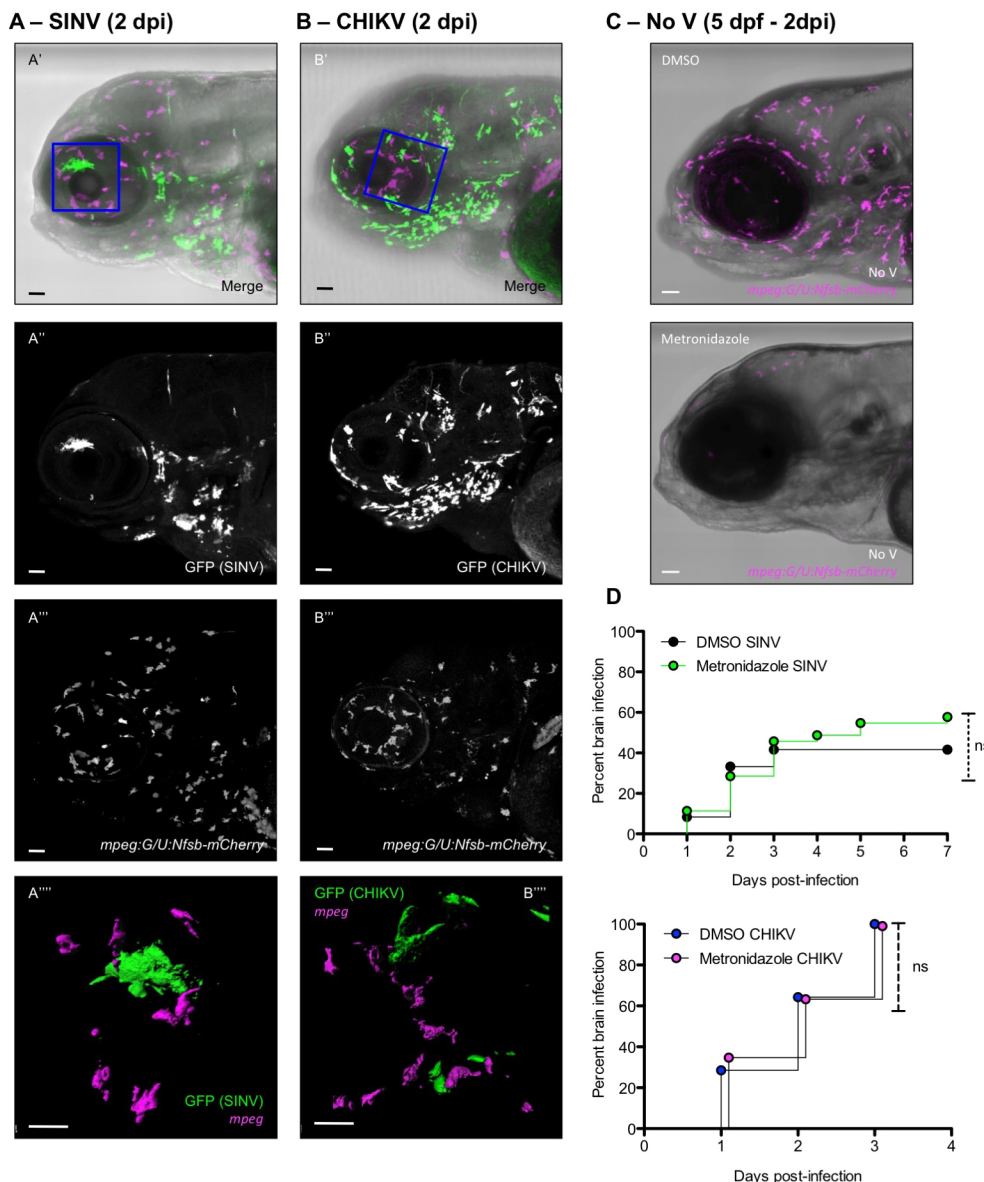 A – SINV (2 dpi)
B – CHIKV (2 dpi)
C – No V (5 dpf - 2dpi)
A'
Merge
B'
Merge
DMSO
No V
mpeg:G/U:Nfsb-mCherry
A''
GFP (SINV)
B''
GFP (CHIKV)
Metronidazole
No V
mpeg:G/U:Nfsb-mCherry
A'''
mpeg:G/U:Nfsb-mCherry
B'''
mpeg:G/U:Nfsb-mCherry
A''''
GFP (SINV)
mpeg
GFP (CHIKV)
mpeg
B''''
D
Percent brain infection
100
80
60
40
20
0
DMSO SINV
Metronidazole SINV
ns
0 1 2 3 4 5 6 7
Days post-infection
Percent brain infection
100
80
60
40
20
0
DMSO CHIKV
Metronidazole CHIKV
ns
0 1 2 3 4
Days post-infection